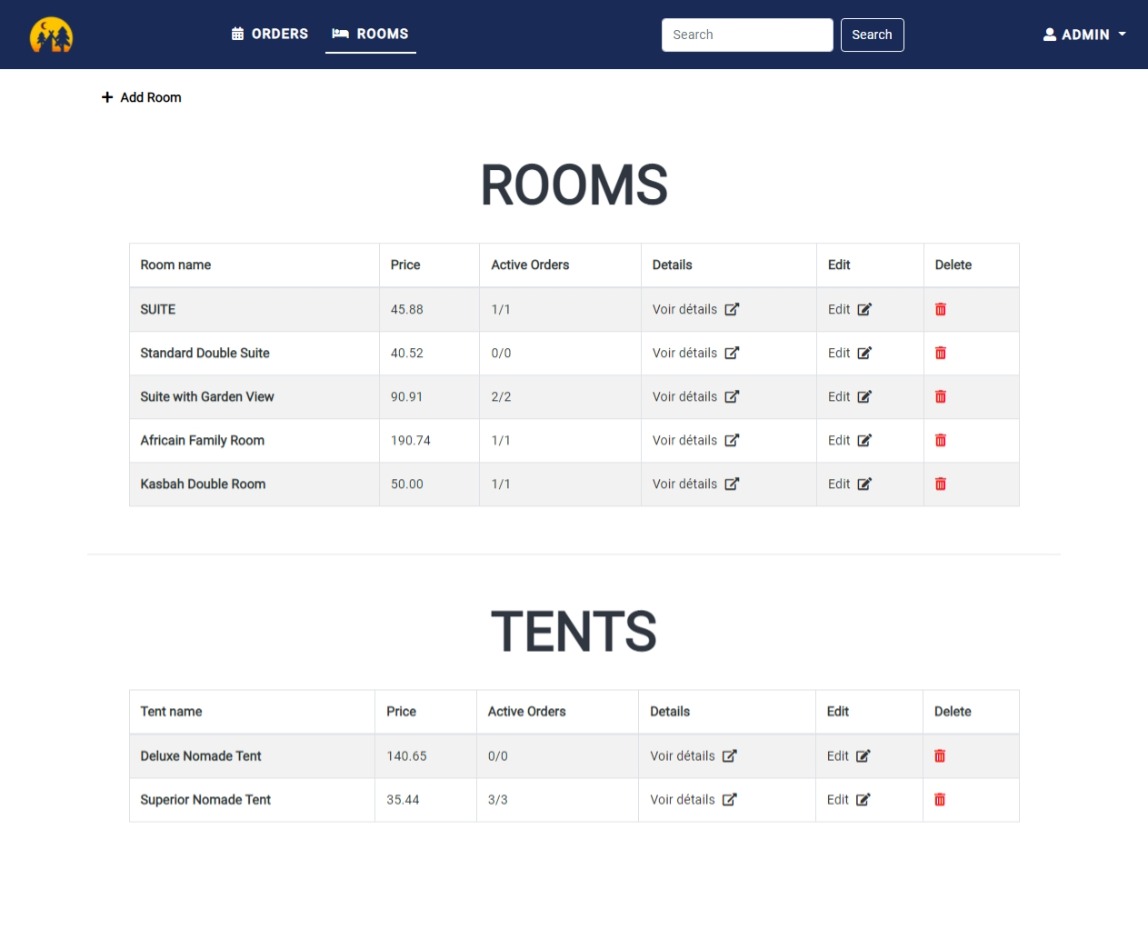 ORDERS ROOMS Search Search ADMIN
Add Room
ROOMS
Room name Price Active Orders Details Edit Delete
SUITE 45.88 1/1 Voir détails Edit
Standard Double Suite 40.52 0/0 Voir détails Edit
Suite with Garden View 90.91 2/2 Voir détails Edit
Africain Family Room 190.74 1/1 Voir détails Edit
Kasbah Double Room 50.00 1/1 Voir détails Edit
TENTS
Tent name Price Active Orders Details Edit Delete
Deluxe Nomade Tent 140.65 0/0 Voir détails Edit
Superior Nomade Tent 35.44 3/3 Voir détails Edit